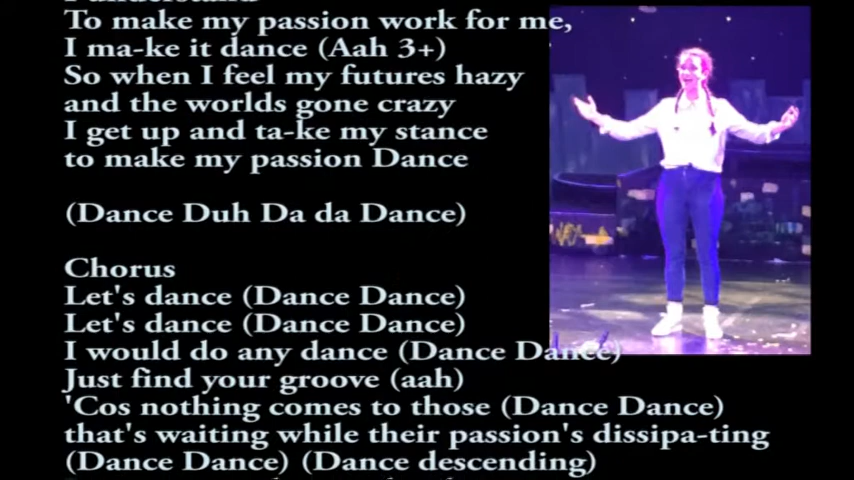 To make my passion work for me,
I ma-ke it dance (Aah 3+)
So when I feel my futures hazy
and the worlds gone crazy
I get up and ta-ke my stance
to make my passion Dance
(Dance Duh Da da Dance)
Chorus
Let's dance (Dance Dance)
Let's dance (Dance Dance)
I would do any dance (Dance Dance)
Just find your groove (aah)
'Cos nothing comes to those (Dance Dance)
that's waiting while their passion's dissipa-ting
(Dance Dance) (Dance descending)